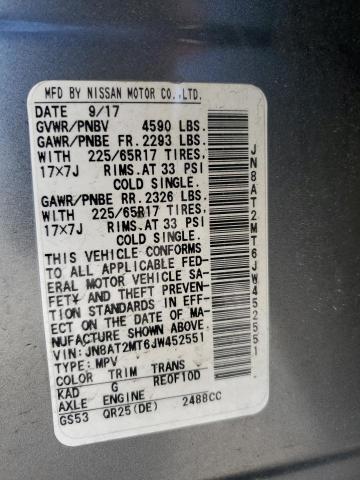 MFD BY NISSAN MOTOR CO.,LTD.
DATE 9/17
GVWR/PNBV 4590 LBS.
GAWR/PNBE FR. 2293 LBS.
WITH 225/65R17 TIRES,
17×7J RIMS. AT 33 PSI
COLD SINGLE.
GAWR/PNBE RR. 2326 LBS.
WITH 225/65R17 TIRES,
17×7J RIMS. AT 33 PSI
COLD SINGLE.
THIS VEHICLE CONFORMS
TO ALL APPLICABLE FED-
ERAL MOTOR VEHICLE SA-
FETY AND THEFT PREVEN-
TION STANDARDS IN EFF-
ECT ON THE DATE OF MA-
NUFACTURE SHOWN ABOVE.
VIN: JN8AT2MT6JW452551
TYPE: MPV
COLOR TRIM TRANS
KAD G RE0F10D
AXLE ENGINE
GS53 QR25(DE) 2488CC
JN8AT2MT6JW452551